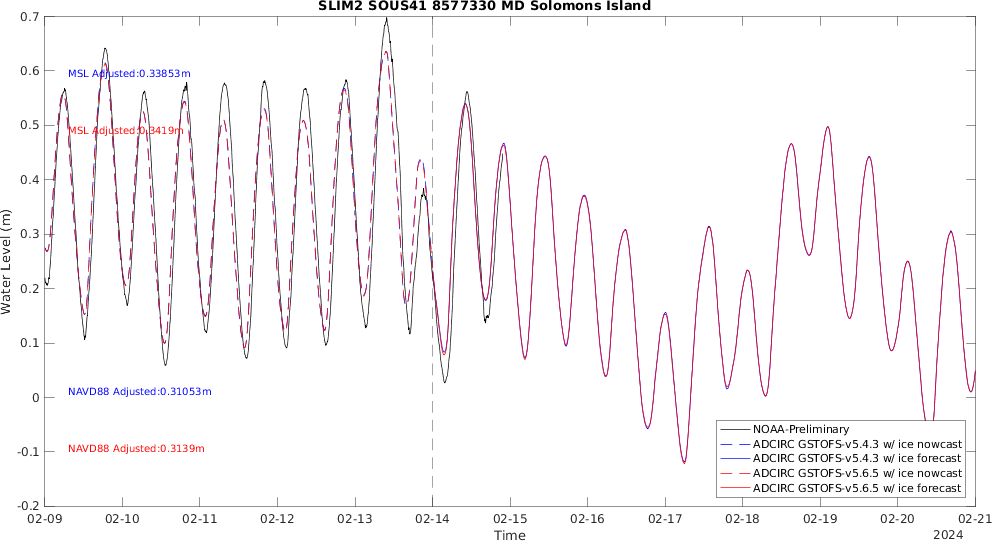 SLIM2 SOUS41 8577330 MD Solomons Island
0.7
0.6
0.5
0.4
0.3
0.2
0.1
0
-0.1
-0.2
Water Level (m)
MSL Adjusted:0.33853m
MSL Adjusted:0.3419m
NAVD88 Adjusted:0.31053m
NAVD88 Adjusted:0.3139m
NOAA-Preliminary
ADCIRC GSTOFS-v5.4.3 w/ ice nowcast
ADCIRC GSTOFS-v5.4.3 w/ ice forecast
ADCIRC GSTOFS-v5.6.5 w/ ice nowcast
ADCIRC GSTOFS-v5.6.5 w/ ice forecast
02-09 02-10 02-11 02-12 02-13 02-14 02-15 02-16 02-17 02-18 02-19 02-20 02-21
Time
2024